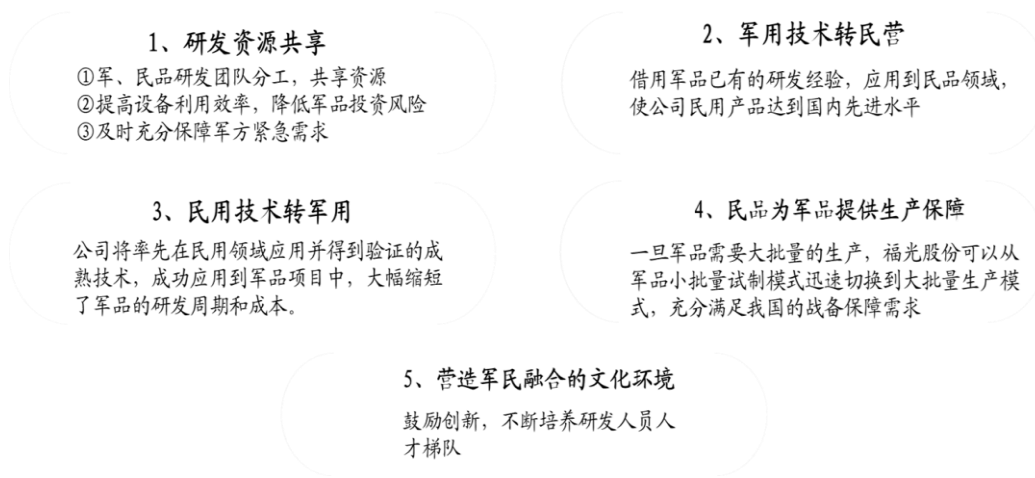 1、研发资源共享
①军、民品研发团队分工，共享资源
②提高设备利用效率，降低军品投资风险
③及时充分保障军方紧急需求
2、军用技术转民营
借用军品已有的研发经验，应用到民品领域，
使公司民用产品达到国内先进水平
3、民用技术转军用
公司将率先在民用领域应用并得到验证的成
熟技术，成功应用到军品项目中，大幅缩短
了军品的研发周期和成本。
4、民品为军品提供生产保障
一旦军品需要大批量的生产，福光股份可以从
军品小批量试制模式迅速切换到大批量生产模
式，充分满足我国的战备保障需求
5、营造军民融合的文化环境
鼓励创新，不断培养研发人员人
才梯队